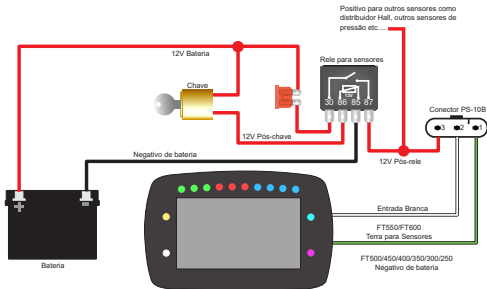 Positivo para outros sensores como
distribuidor Hall, outros sensores de
pressão etc....
12V Bateria
Rele para sensores
Chave
12V
30 86 85 87
Conector PS-10B
3 2 1
12V Pós-chave
Negativo de bateria
12V Pós-rele
+
-
Entrada Branca
FT550/FT600
Terra para Sensores
FT500/450/400/350/300/250
Negativo de bateria
Bateria